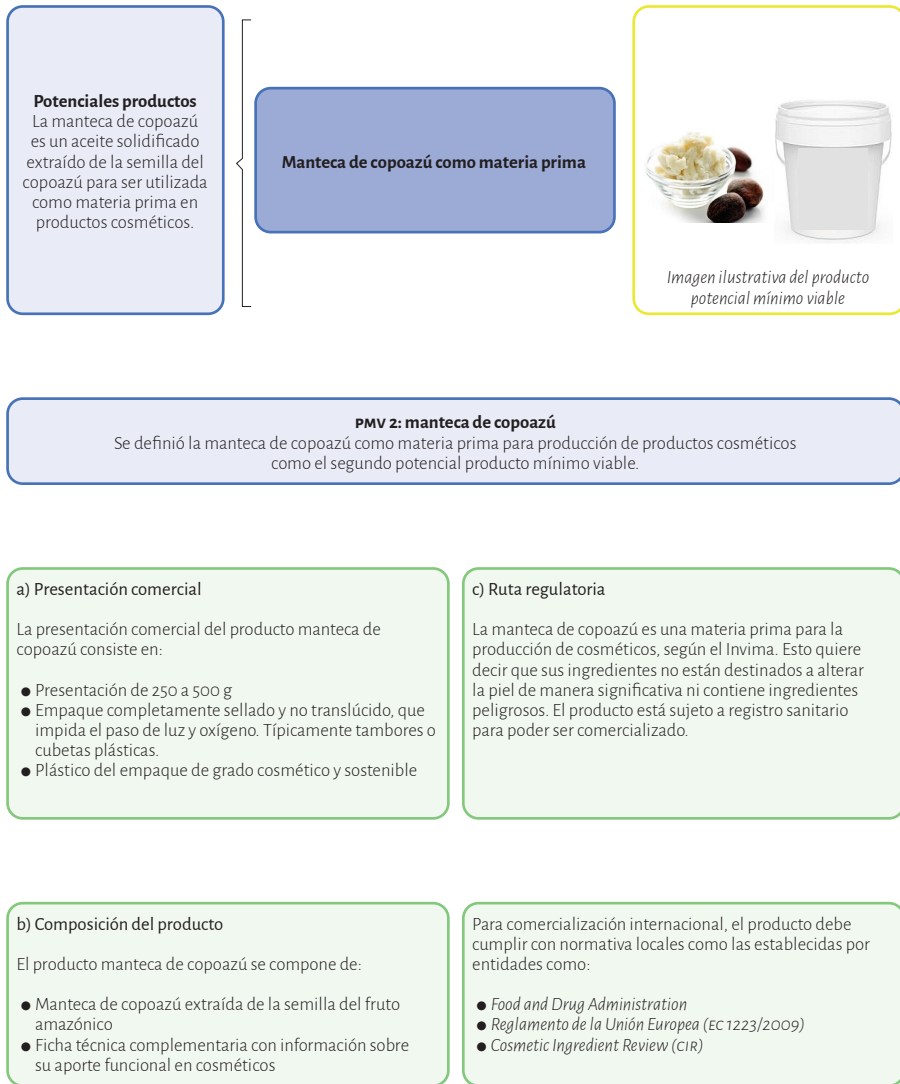 Potenciales productos
La manteca de copoazú
es un aceite solidificado
extraído de la semilla del
copoazú para ser utilizada
como materia prima en
productos cosméticos.
Manteca de copoazú como materia prima
Imagen ilustrativa del producto
potencial mínimo viable
PMV 2: manteca de copoazú
Se definió la manteca de copoazú como materia prima para producción de productos cosméticos
como el segundo potencial producto mínimo viable.
a) Presentación comercial
La presentación comercial del producto manteca de
copoazú consiste en:
● Presentación de 250 a 500 g
● Empaque completamente sellado y no translúcido, que
impida el paso de luz y oxígeno. Típicamente tambores o
cubetas plásticas.
● Plástico del empaque de grado cosmético y sostenible
c) Ruta regulatoria
La manteca de copoazú es una materia prima para la
producción de cosméticos, según el Invima. Esto quiere
decir que sus ingredientes no están destinados a alterar
la piel de manera significativa ni contiene ingredientes
peligrosos. El producto está sujeto a registro sanitario
para poder ser comercializado.
b) Composición del producto
El producto manteca de copoazú se compone de:
● Manteca de copoazú extraída de la semilla del fruto
amazónico
● Ficha técnica complementaria con información sobre
su aporte funcional en cosméticos
Para comercialización internacional, el producto debe
cumplir con normativa locales como las establecidas por
entidades como:
● Food and Drug Administration
● Reglamento de la Unión Europea (EC 1223/2009)
● Cosmetic Ingredient Review (CIR)